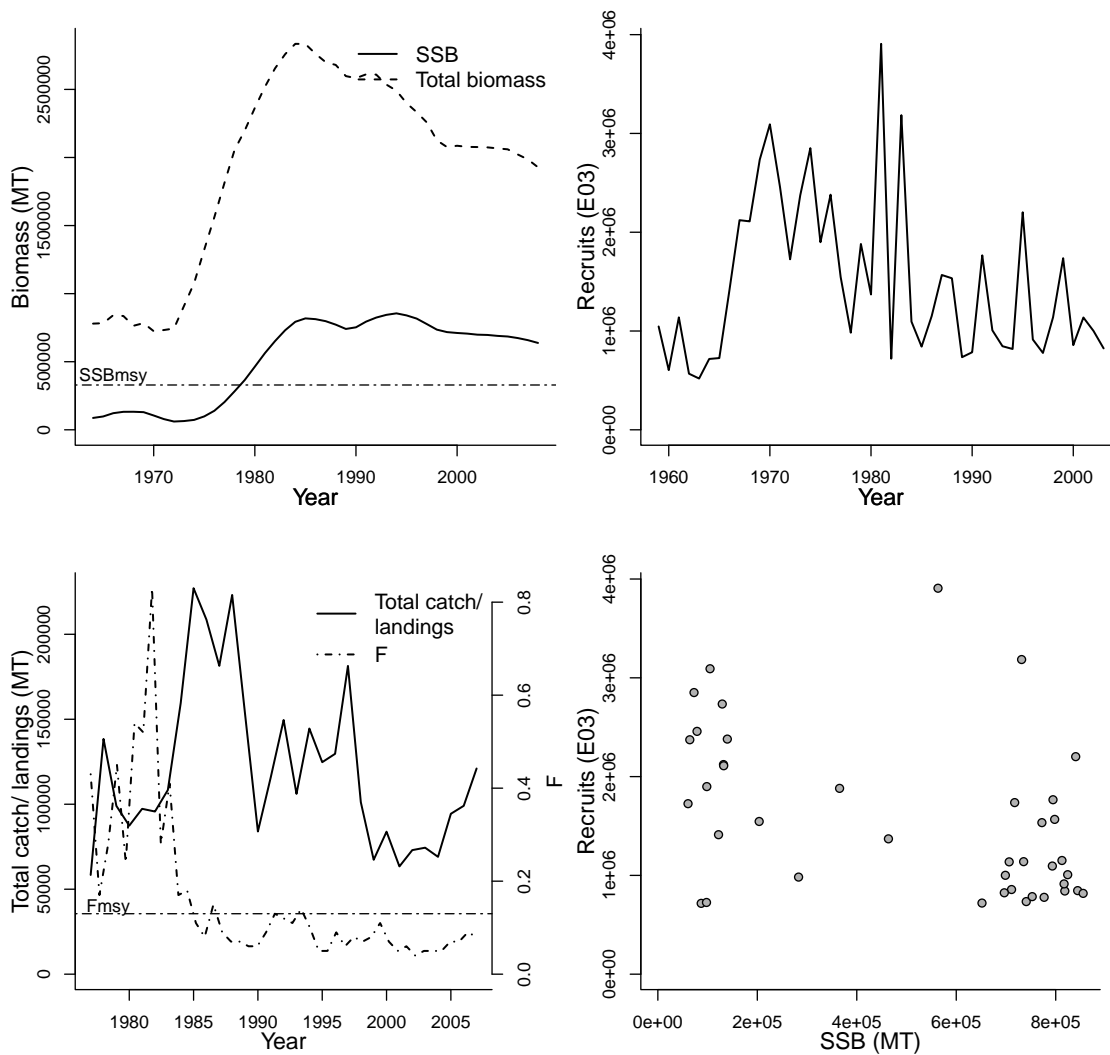 SSB
Total biomass
Biomass (MT)
0
500000
1500000
2500000
SSBmsy
1970
1980
1990
2000
Year
Recruits (E03)
0e+00
1e+06
2e+06
3e+06
4e+06
1960
1970
1980
1990
2000
Year
Total catch/
landings
F
Total catch/ landings (MT)
0
50000
100000
150000
200000
Fmsy
0.0
0.2
0.4
0.6
0.8
F
1980
1985
1990
1995
2000
2005
Year
Recruits (E03)
0e+00
1e+06
2e+06
3e+06
4e+06
0e+00
2e+05
4e+05
6e+05
8e+05
SSB (MT)